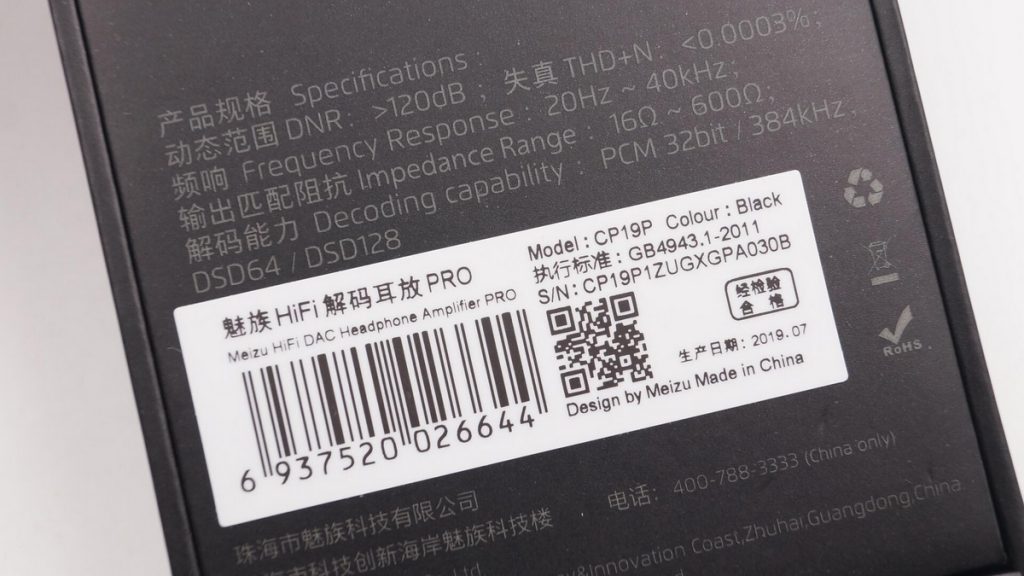 产品规格 Specifications :
动态范围 DNR: >120dB ; 失真 THD+N: <0.0003%;
频响 Frequency Response : 20Hz ~ 40kHz;
输出匹配阻抗 Impedance Range : 16Ω ~ 600Ω;
解码能力 Decoding capability : PCM 32bit / 384kHz
DSD64 / DSD128
魅族 HiFi 解码耳放 PRO
Meizu HiFi DAC Headphone Amplifier PRO
6 937520 026644
Model : CP19P Colour : Black
执行标准: GB4943.1-2011
S/N: CP19P1ZUGXGPA030B
经检验
合格
生产日期: 2019.07
Design by Meizu Made in China
RoHS
珠海市魅族科技有限公司
电话: 400-788-3333 (China only)
海市科技创新海岸魅族科技楼
Co., Ltd.
&Innovation Coast,Zhuhai,Guangdong,China